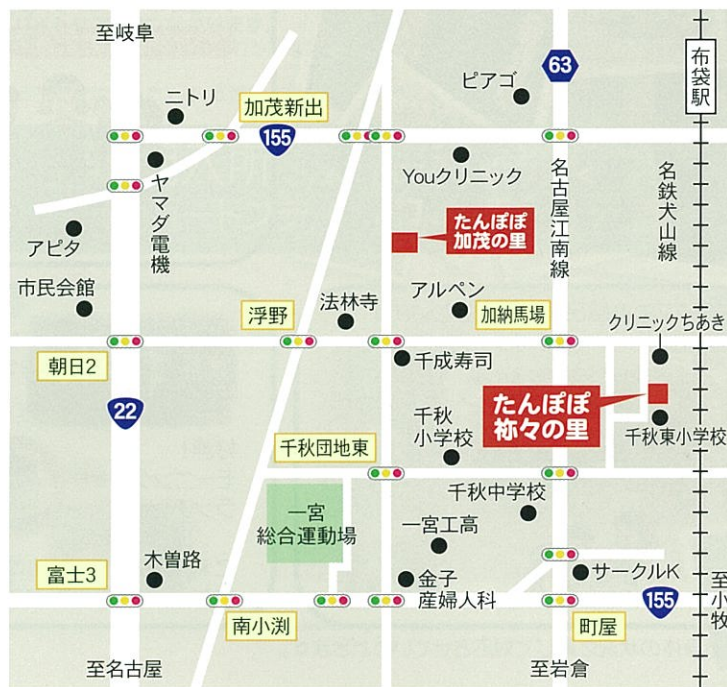 至岐阜
ニトリ
加茂新出
155
ピアゴ
63
布袋駅
ヤマダ電機
Youクリニック
名古屋江南線
名鉄犬山線
たんぽぽ
加茂の里
アピタ
市民会館
浮野
法林寺
アルペン
加納馬場
クリニックちあき
朝日2
千成寿司
22
たんぽぽ
祢々の里
千秋
小学校
千秋東小学校
千秋団地東
千秋中学校
一宮
総合運動場
一宮工高
富士3
木曽路
金子
産婦人科
サークルK
155
至小牧
南小渕
町屋
至名古屋
至岩倉